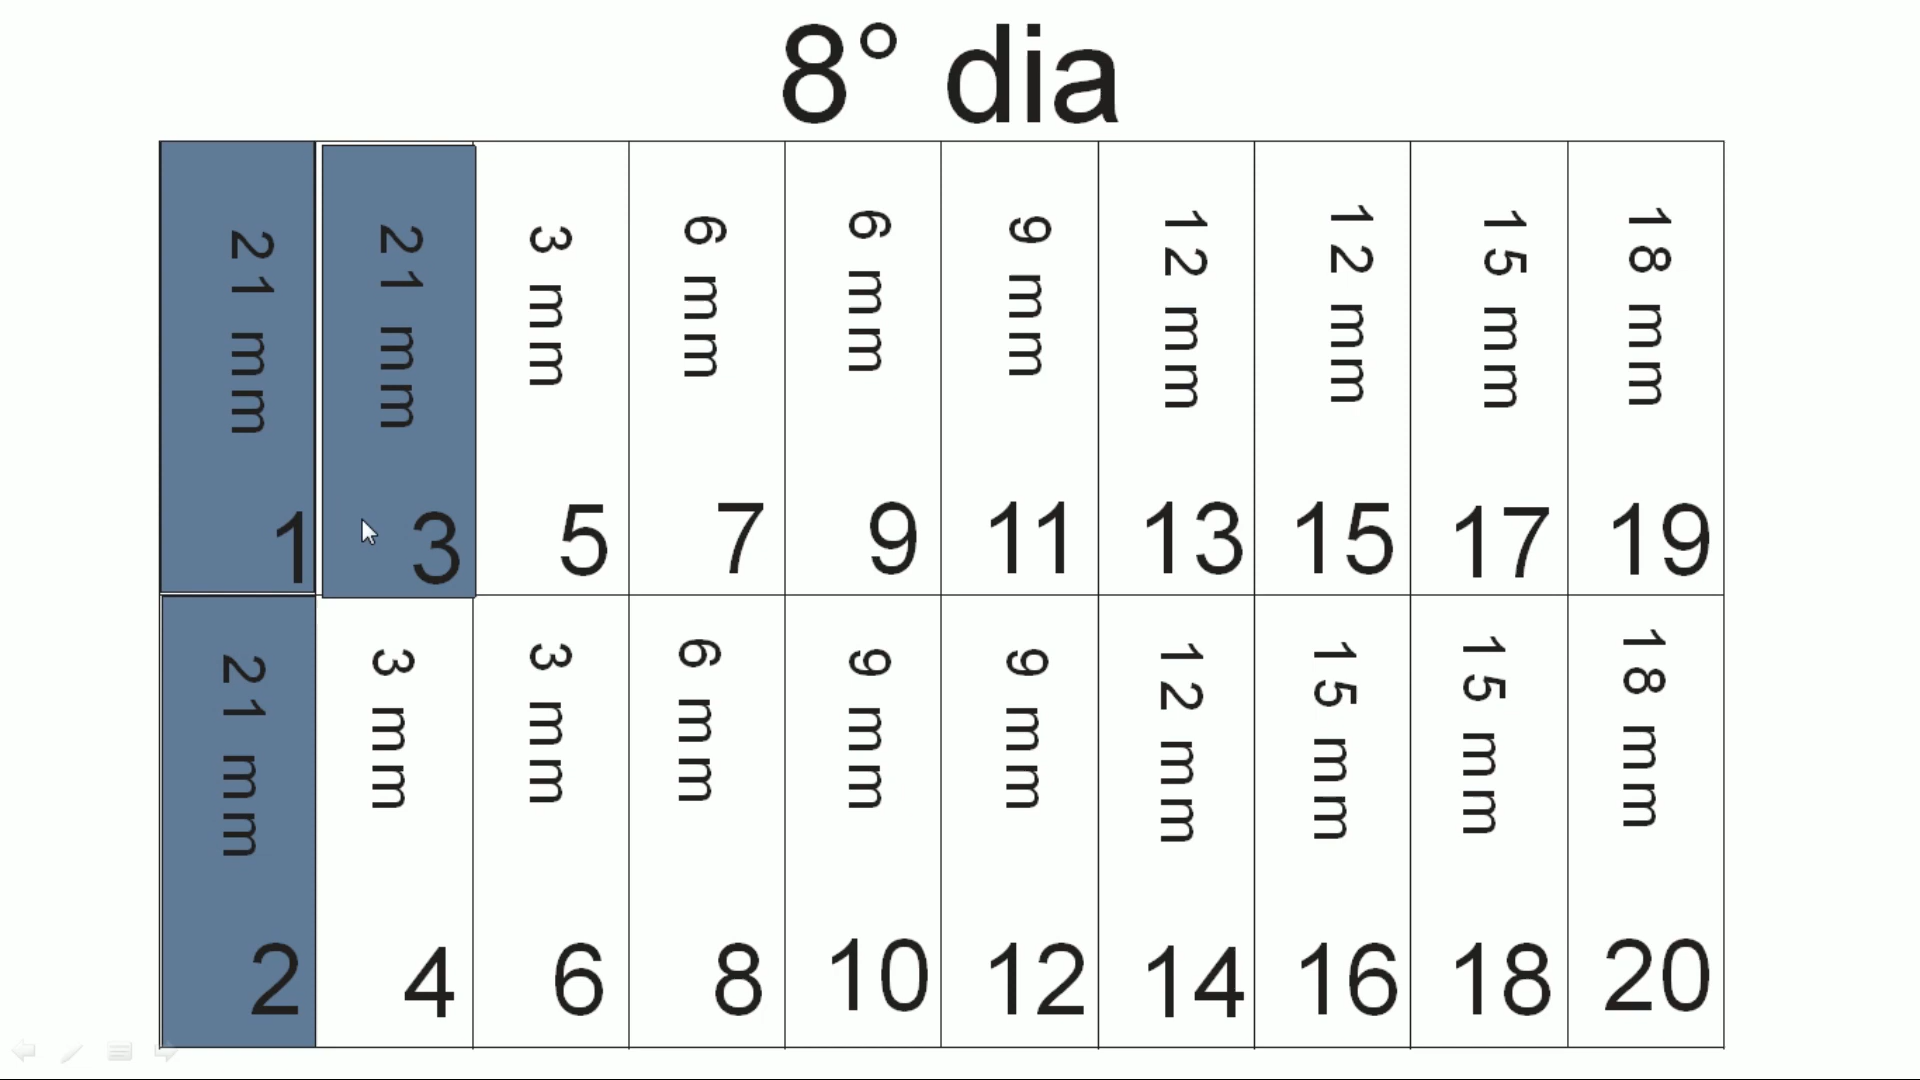 8° dia
21 mm 21 mm 3 mm 6 mm 6 mm 9 mm 12 mm 12 mm 15 mm 18 mm
1 3 5 7 9 11 13 15 17 19
21 mm 3 mm 3 mm 6 mm 9 mm 9 mm 12 mm 15 mm 15 mm 18 mm
2 4 6 8 10 12 14 16 18 20